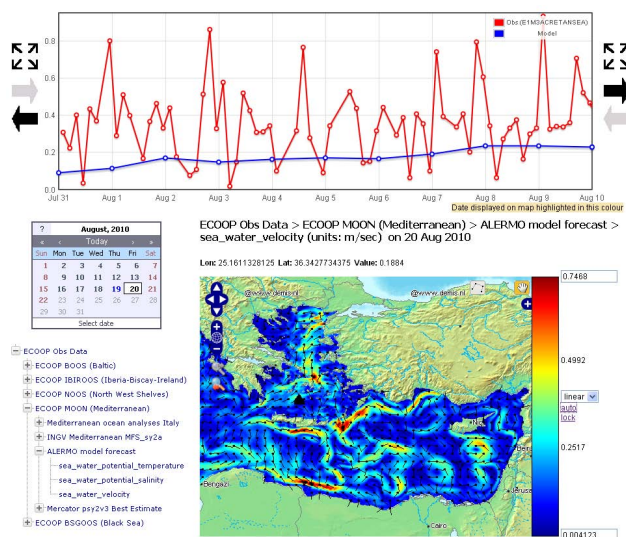 Obs (E1M3ACRETANSEA)
Model
0.8
0.6
0.4
0.2
0.0
Jul 31 Aug 1 Aug 2 Aug 3 Aug 4 Aug 5 Aug 6 Aug 7 Aug 8 Aug 9 Aug 10
Date displayed on map highlighted in this colour
? August, 2010
« ‹ Today › »
Sun Mon Tue Wed Thu Fri Sat
1 2 3 4 5 6 7
8 9 10 11 12 13 14
15 16 17 18 19 20 21
22 23 24 25 26 27 28
29 30 31
Select date
ECOOP Obs Data
ECOOP BOOS (Baltic)
ECOOP IBIROOS (Iberia-Biscay-Ireland)
ECOOP NOOS (North West Shelves)
ECOOP MOON (Mediterranean)
Mediterranean ocean analyses Italy
INGV Mediterranean MFS_sy2a
ALERMO model forecast
sea_water_potential_temperature
sea_water_potential_salinity
sea_water_velocity
Mercator psy2v3 Best Estimate
ECOOP BSGOOS (Black Sea)
ECOOP Obs Data > ECOOP MOON (Mediterranean) > ALERMO model forecast >
sea_water_velocity (units: m/sec) on 20 Aug 2010
Lon: 25.1611328125 Lat: 36.3427734375 Value: 0.1884
@www.demis.nl
@www.demis.nl
Bengazi
Cairo
0.7468
0.4992
linear
auto
lock
0.2517
0.004123